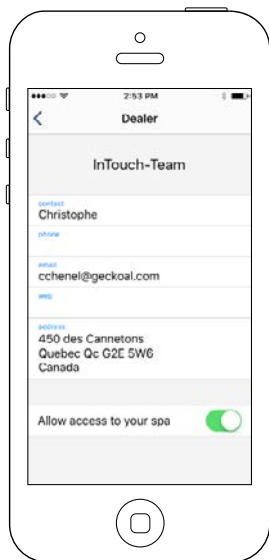 2:53 PM
Dealer
InTouch-Team
contact
Christophe
phone
email
cchenel@geckoal.com
web
address
450 des Cannetons
Quebec Qc G2E 5W6
Canada
Allow access to your spa